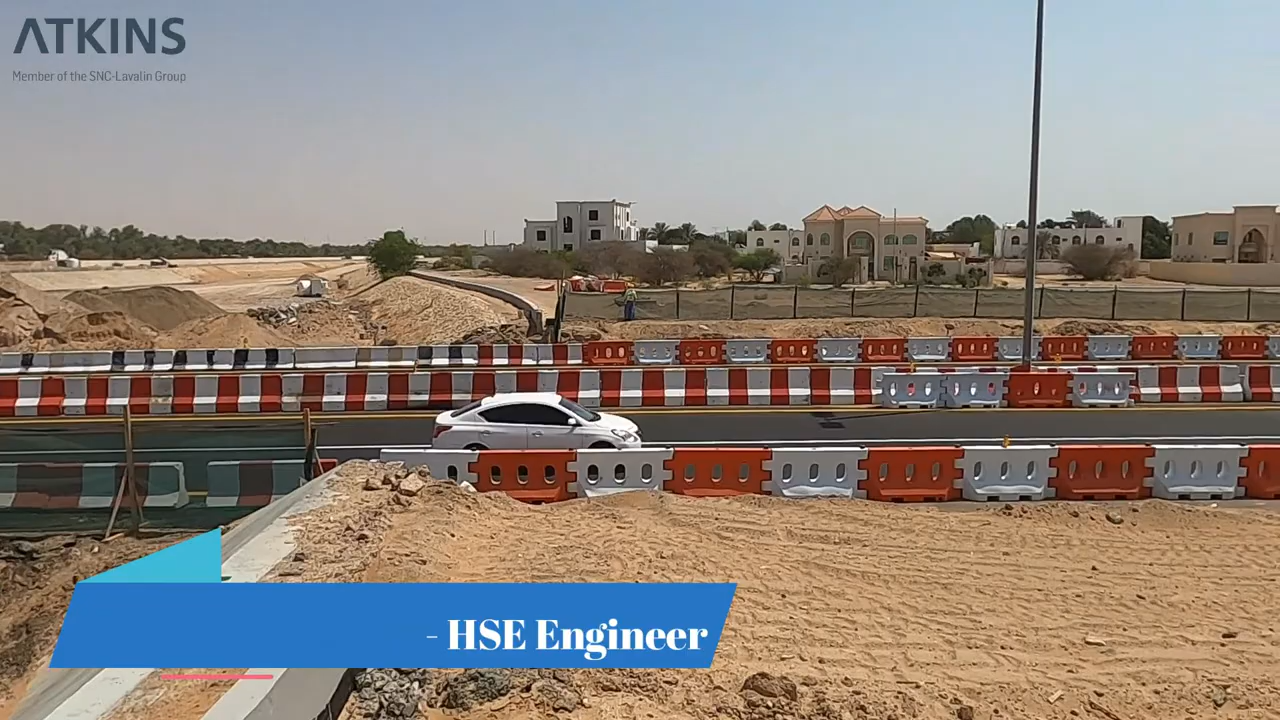 ATKINS
Member of the SNC-Lavalin Group
- HSE Engineer